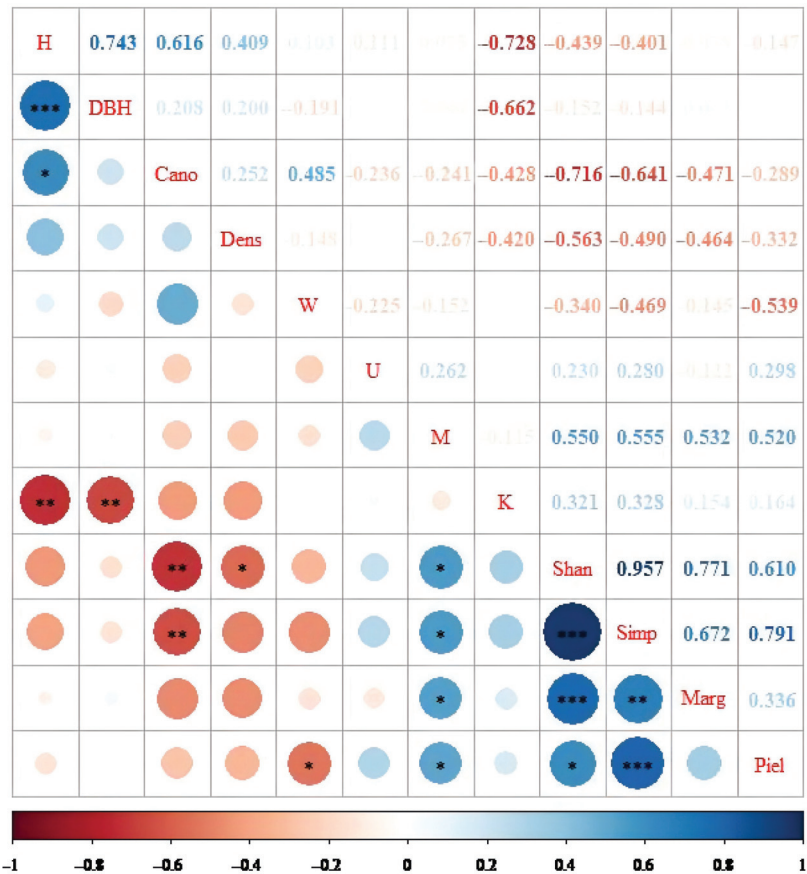 H 0.743 0.616 0.409 0.111 −0.728 −0.439 −0.401 −0.147
*** DBH 0.208 0.200 −0.191 −0.662 −0.152 −0.144
* Cano 0.252 0.485 −0.236 −0.241 −0.428 −0.716 −0.641 −0.471 −0.289
Dens −0.148 −0.267 −0.420 −0.563 −0.490 −0.464 −0.332
W −0.225 −0.152 −0.340 −0.469 −0.145 −0.539
U 0.262 0.230 0.280 −0.122 0.298
M −0.115 0.550 0.555 0.532 0.520
** ** K 0.321 0.328 0.154 0.164
** * * Shan 0.957 0.771 0.610
** * *** Simp 0.672 0.791
* *** ** Marg 0.336
* * * *** Piel
−1 −0.8 −0.6 −0.4 −0.2 0 0.2 0.4 0.6 0.8 1